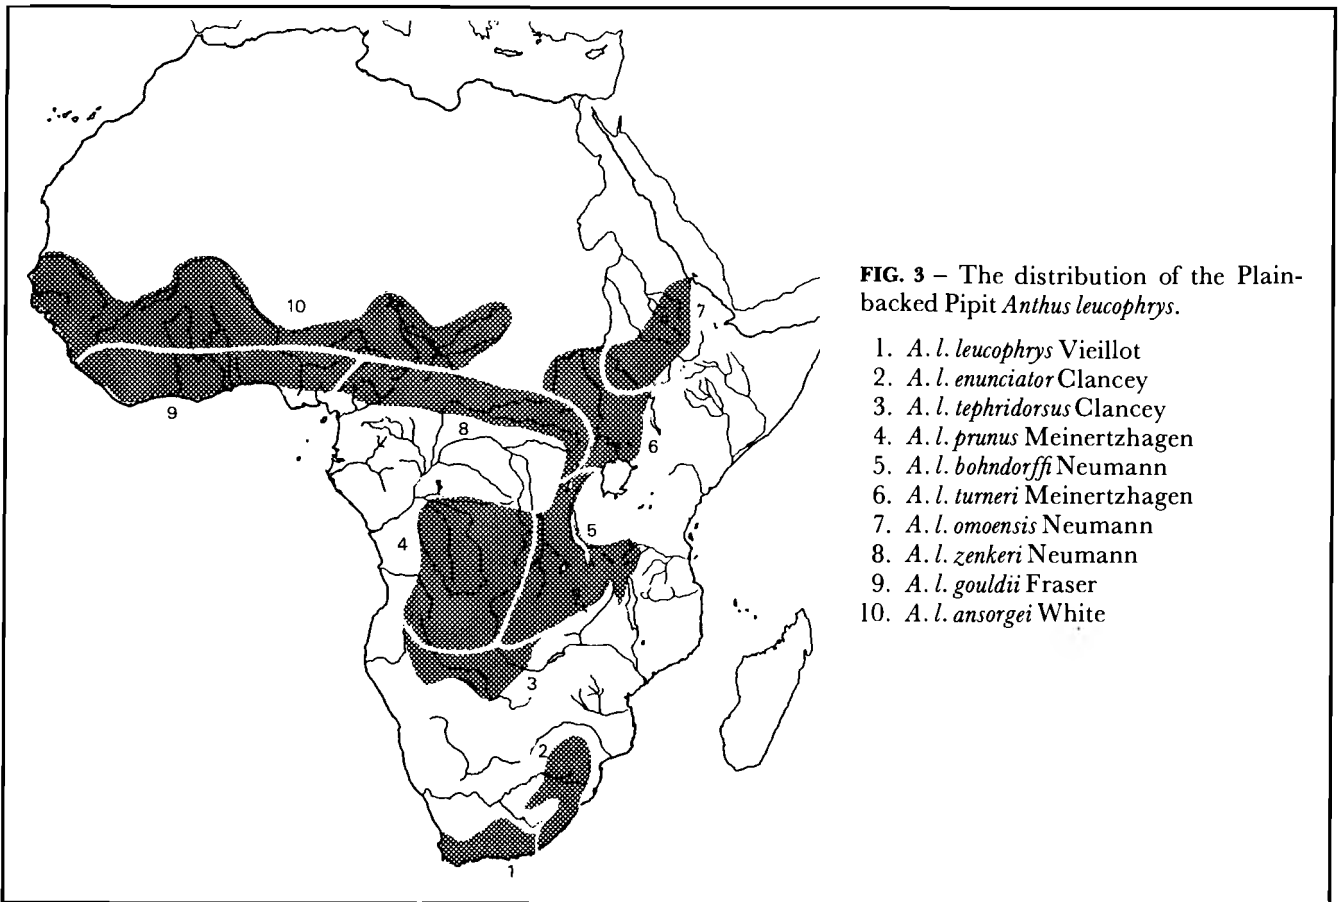 10
7
9
8
6
5
4
3
2
1
FIG. 3 – The distribution of the Plain-
backed Pipit Anthus leucophrys.
1. A. l. leucophrys Vieillot
2. A. l. enunciator Clancey
3. A. l. tephridorsus Clancey
4. A. l. prunus Meinertzhagen
5. A. l. bohndorffi Neumann
6. A. l. turneri Meinertzhagen
7. A. l. omoensis Neumann
8. A. l. zenkeri Neumann
9. A. l. gouldii Fraser
10. A. l. ansorgei White